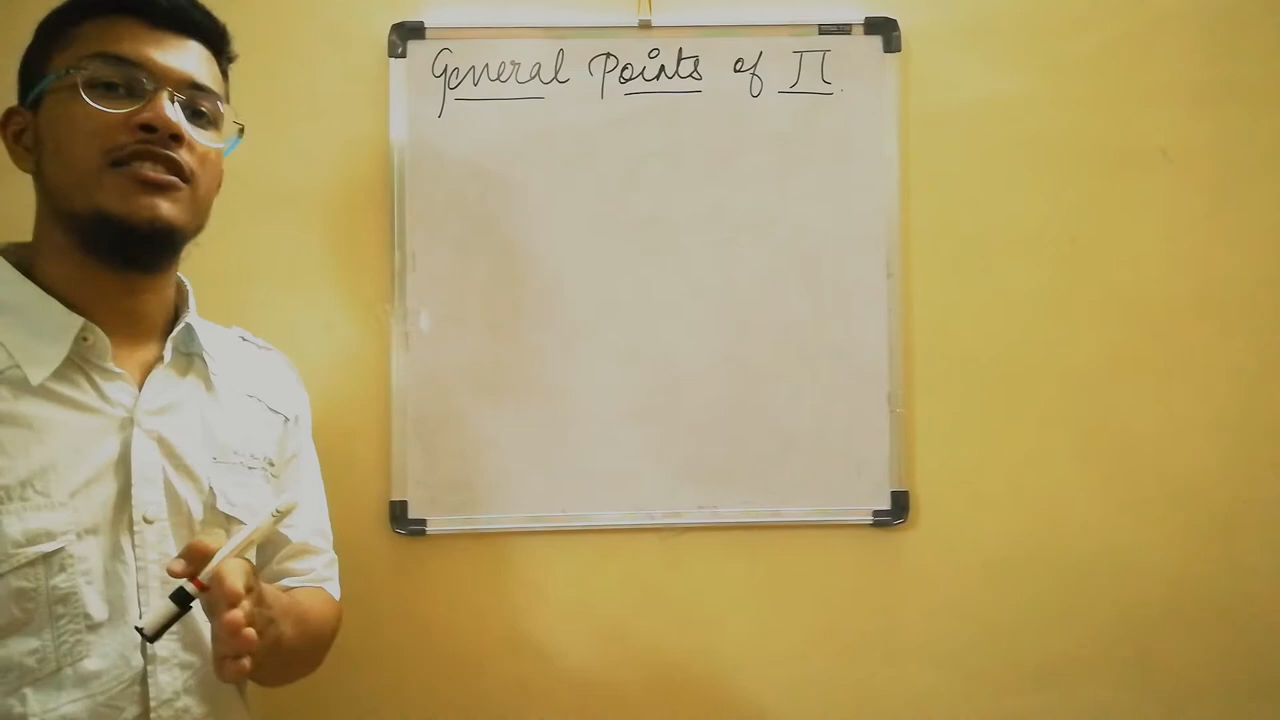 General Points of π.